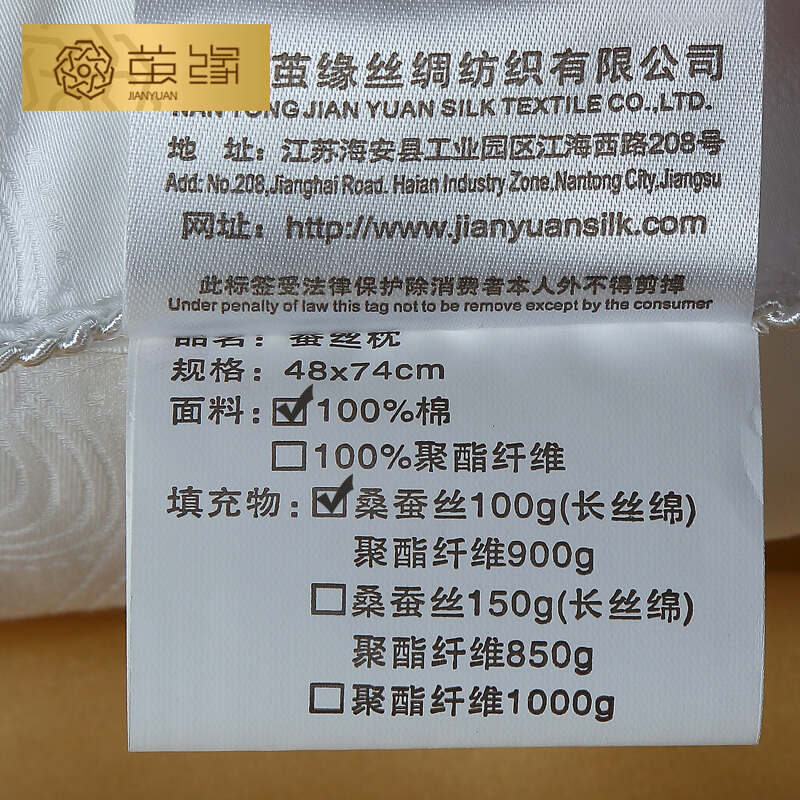 茧缘
JIANYUAN
茧缘丝绸纺织有限公司
NANTONG JIAN YUAN SILK TEXTILE CO.,LTD.
地 址：江苏海安县工业园区江海西路208号
Add: No.208,Jianghai Road. Haian Industry Zone,Nantong City,Jiangsu
网址：http://www.jianyuansilk.com
此标签受法律保护除消费者本人外不得剪掉
Under penalty of law this tag not to be remove except by the consumer
品名：蚕丝枕
规格：48x74cm
面料：☑100%棉
☐100%聚酯纤维
填充物：☑桑蚕丝100g(长丝绵)
聚酯纤维900g
☐桑蚕丝150g(长丝绵)
聚酯纤维850g
☐聚酯纤维1000g